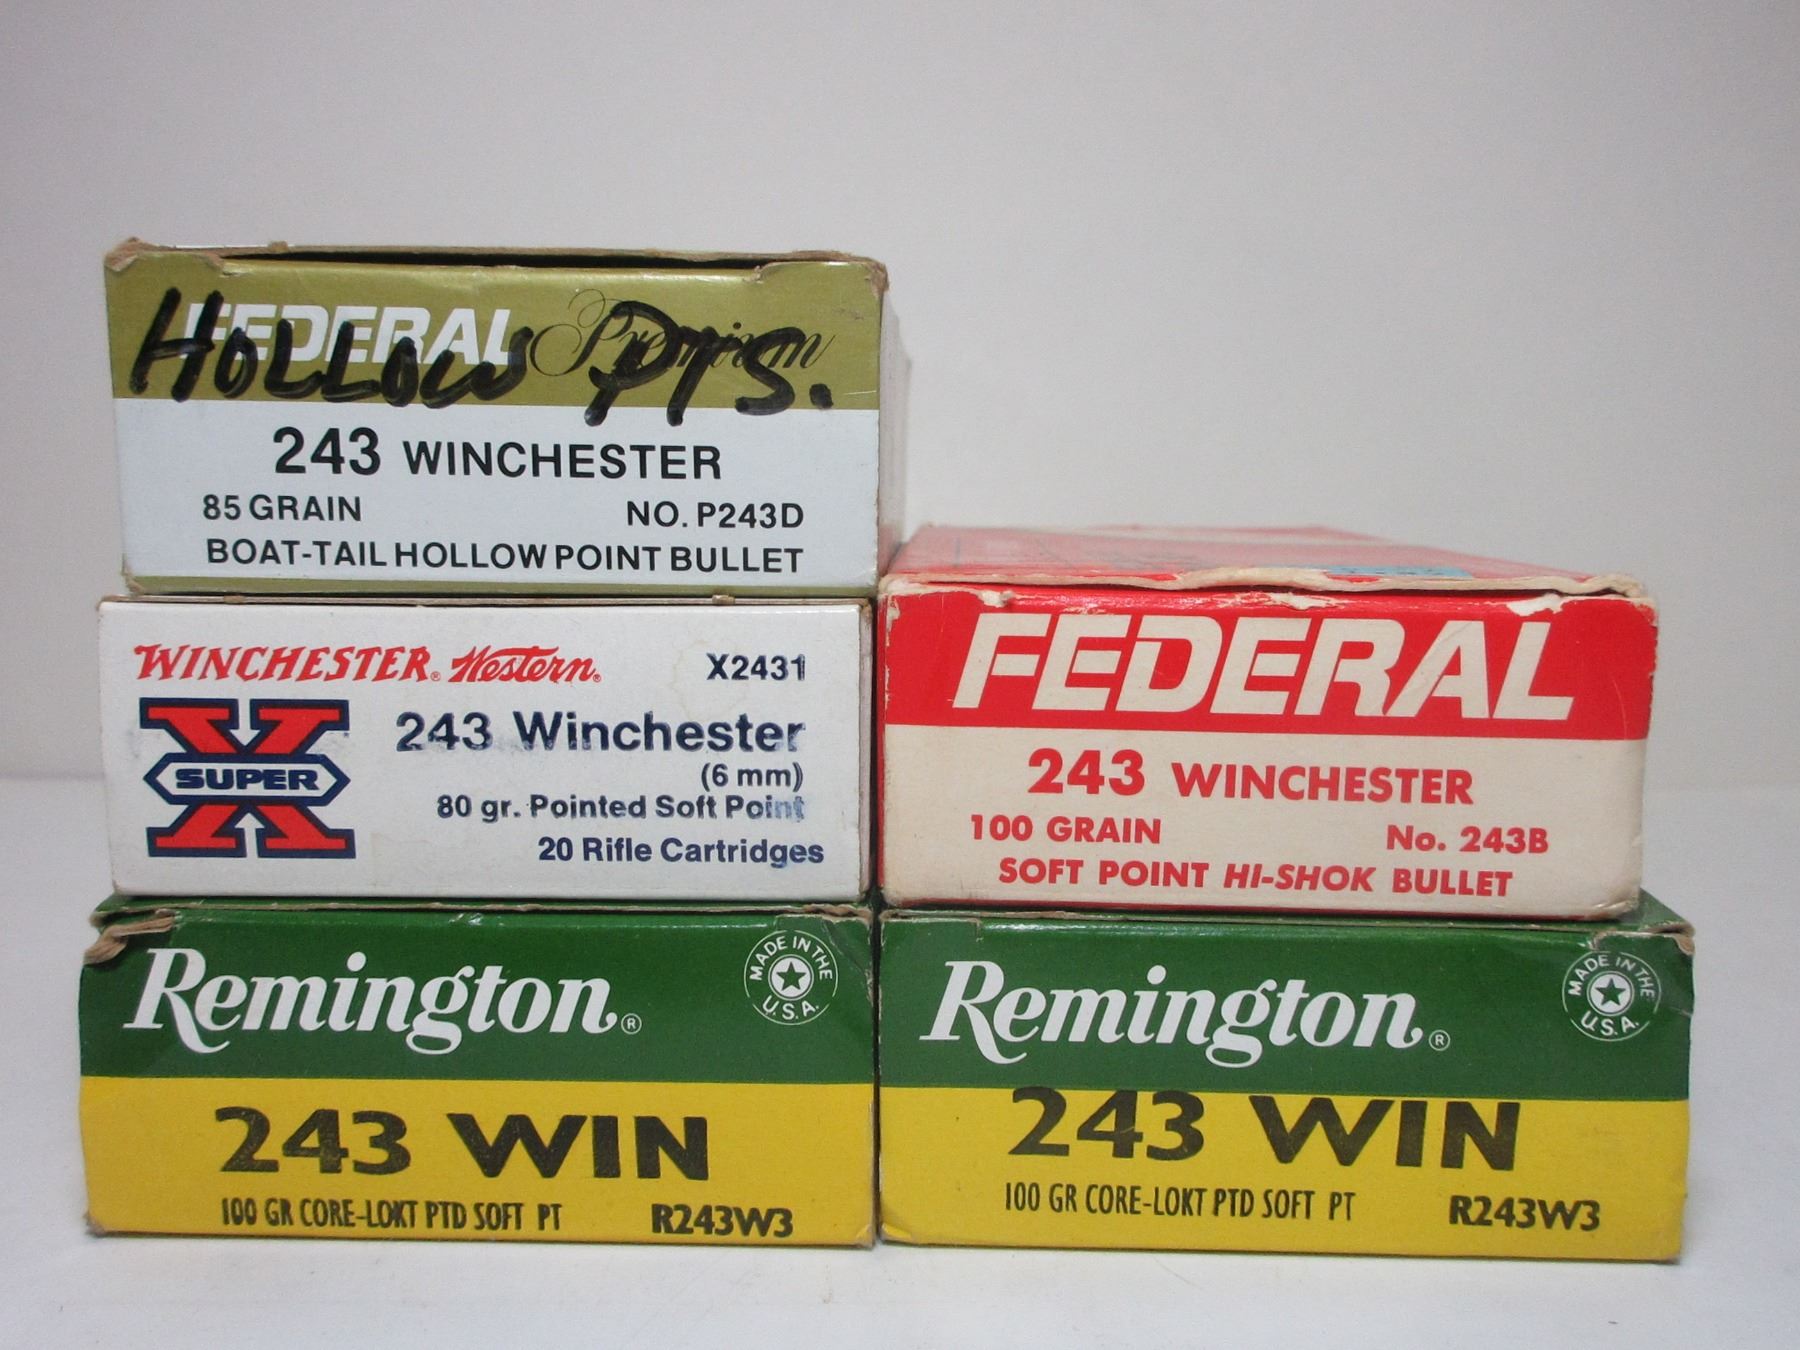 HOLLOW PTS.
FEDERAL Premium
243 WINCHESTER
85 GRAIN NO. P243D
BOAT-TAIL HOLLOW POINT BULLET
WINCHESTER® Western® X2431
SUPER X
243 Winchester
(6 mm)
80 gr. Pointed Soft Point
20 Rifle Cartridges
FEDERAL
243 WINCHESTER
100 GRAIN No. 243B
SOFT POINT HI-SHOK BULLET
Remington®
MADE IN THE U.S.A.
243 WIN
100 GR CORE-LOKT PTD SOFT PT R243W3
Remington®
MADE IN THE U.S.A.
243 WIN
100 GR CORE-LOKT PTD SOFT PT R243W3